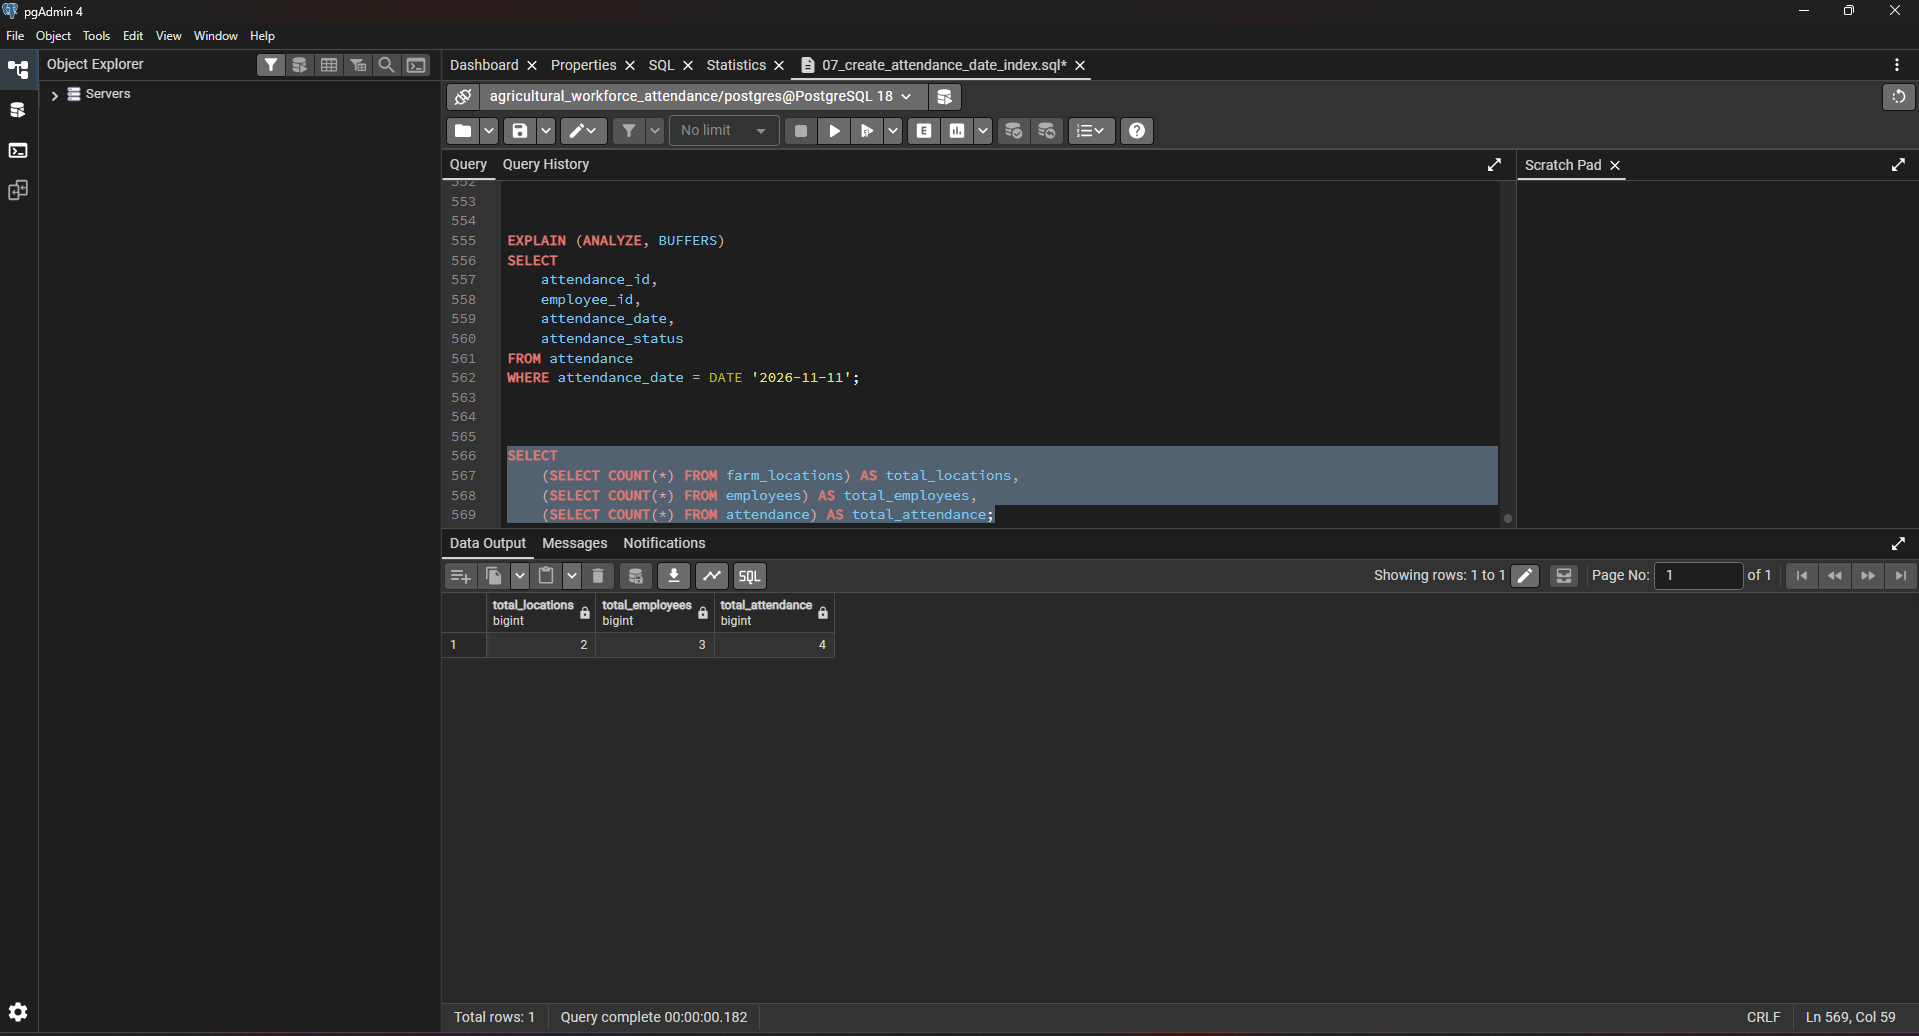 pgAdmin 4
File Object Tools Edit View Window Help
Object Explorer
Servers
Dashboard Properties SQL Statistics 07_create_attendance_date_index.sql*
agricultural_workforce_attendance/postgres@PostgreSQL 18
No limit
E
Query Query History
Scratch Pad
552
553
554
555 EXPLAIN (ANALYZE, BUFFERS)
556 SELECT
557 attendance_id,
558 employee_id,
559 attendance_date,
560 attendance_status
561 FROM attendance
562 WHERE attendance_date = DATE '2026-11-11';
563
564
565
566 SELECT
567 (SELECT COUNT(*) FROM farm_locations) AS total_locations,
568 (SELECT COUNT(*) FROM employees) AS total_employees,
569 (SELECT COUNT(*) FROM attendance) AS total_attendance;
Data Output Messages Notifications
SQL Showing rows: 1 to 1 Page No: 1 of 1
total_locations total_employees total_attendance
bigint bigint bigint
1 2 3 4
Total rows: 1 Query complete 00:00:00.182 CRLF Ln 569, Col 59